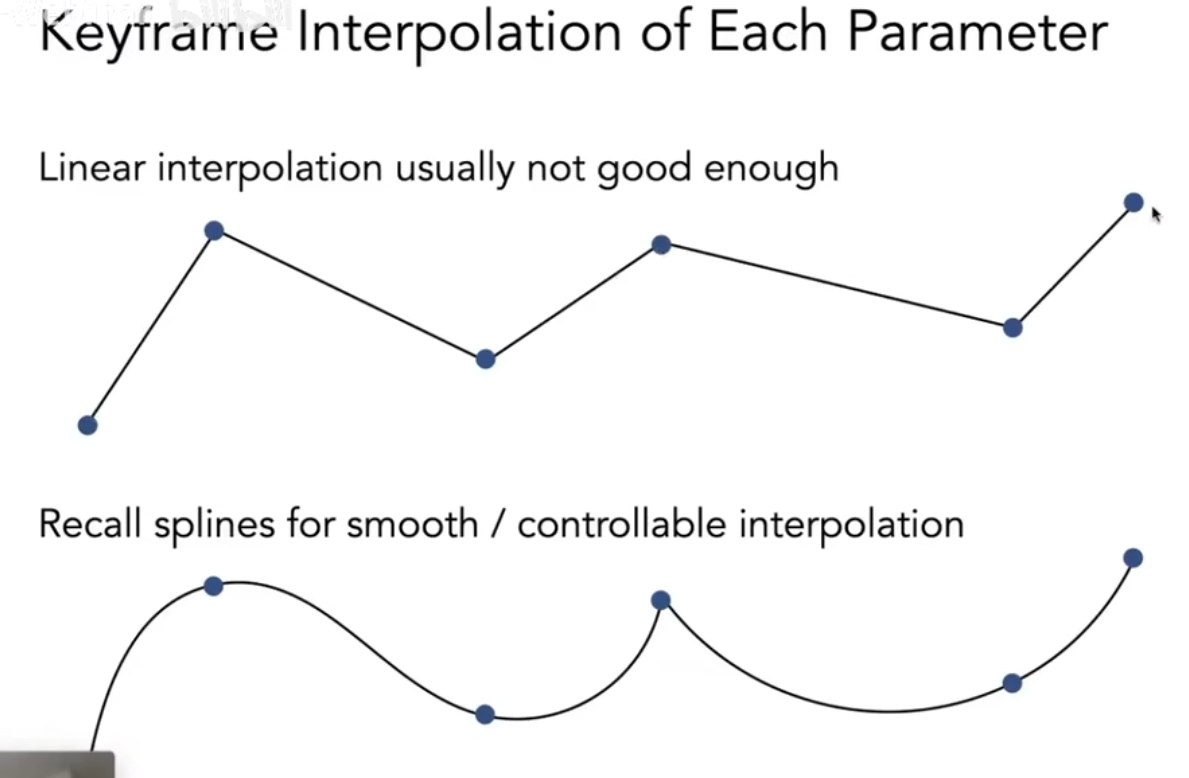 Keyframe Interpolation of Each Parameter
Linear interpolation usually not good enough
Recall splines for smooth / controllable interpolation